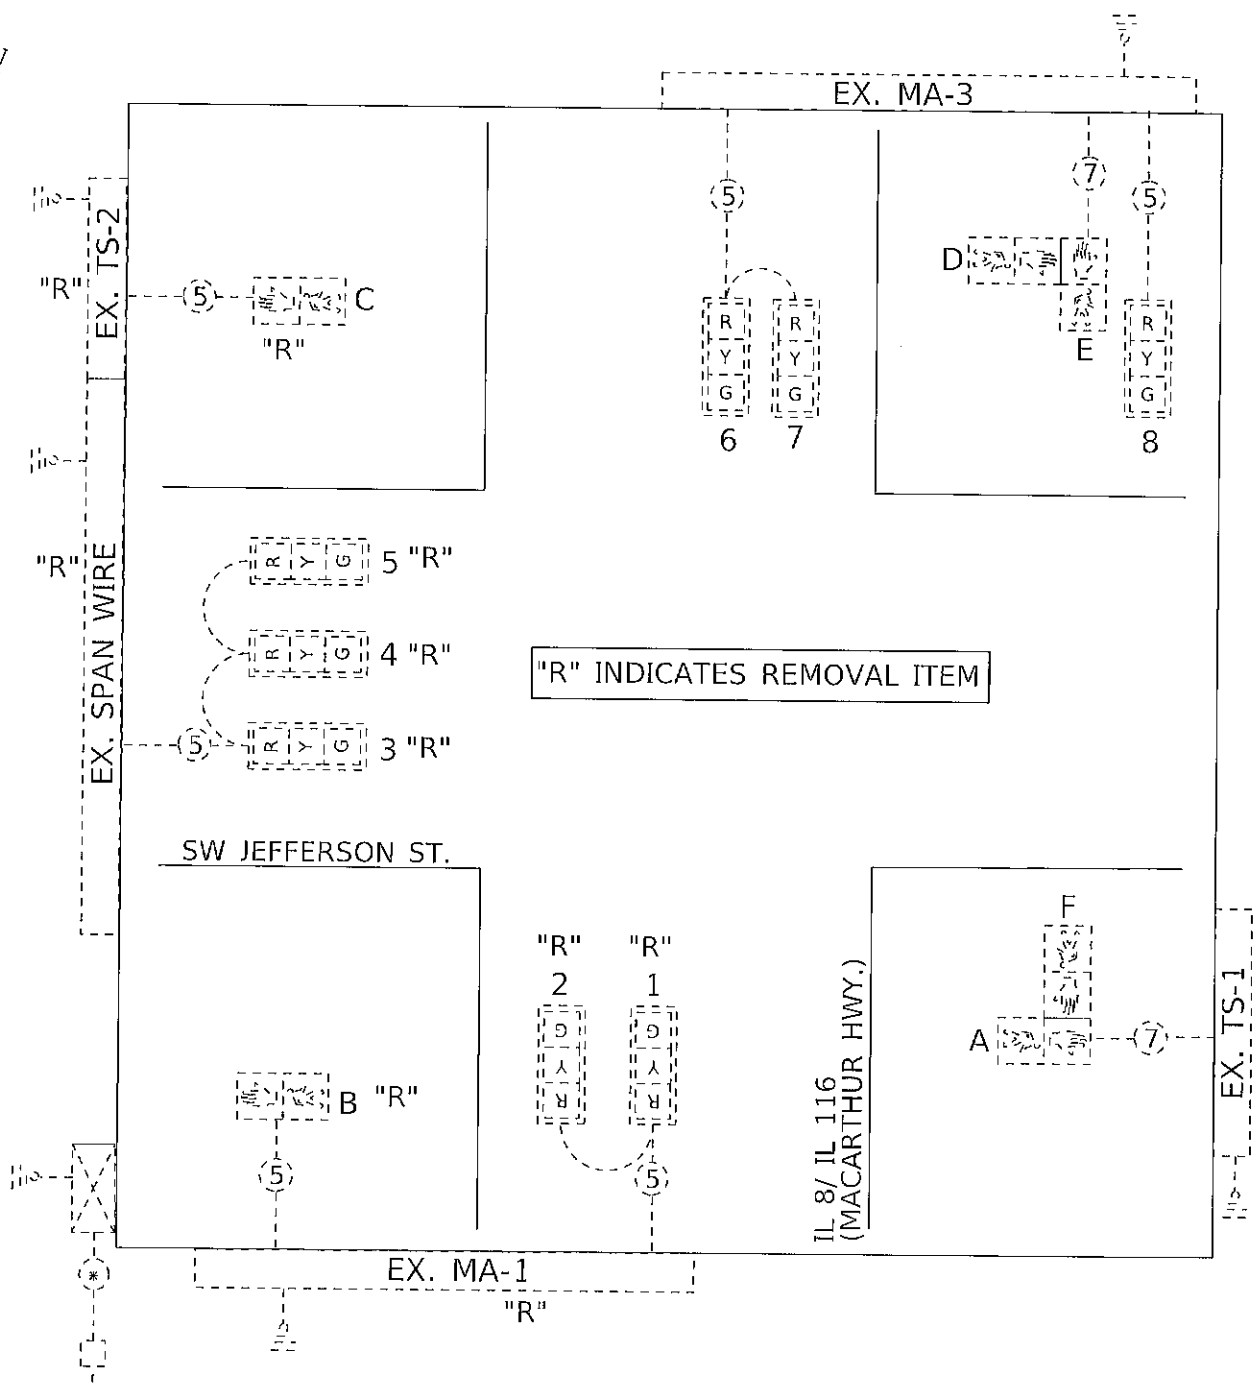 EX. MA-3
EX. TS-2
"R"
5
C
"R"
5
R
Y
G
6
R
Y
G
7
7
5
D
E
R
Y
G
8
EX. SPAN WIRE
"R"
R Y G
5 "R"
R Y G
4 "R"
5
R Y G
3 "R"
"R" INDICATES REMOVAL ITEM
SW JEFFERSON ST.
"R"
2
G
Y
R
"R"
1
G
Y
R
5
B "R"
5
IL 8/ IL 116
(MACARTHUR HWY.)
F
A
7
EX. TS-1
EX. MA-1
"R"
*